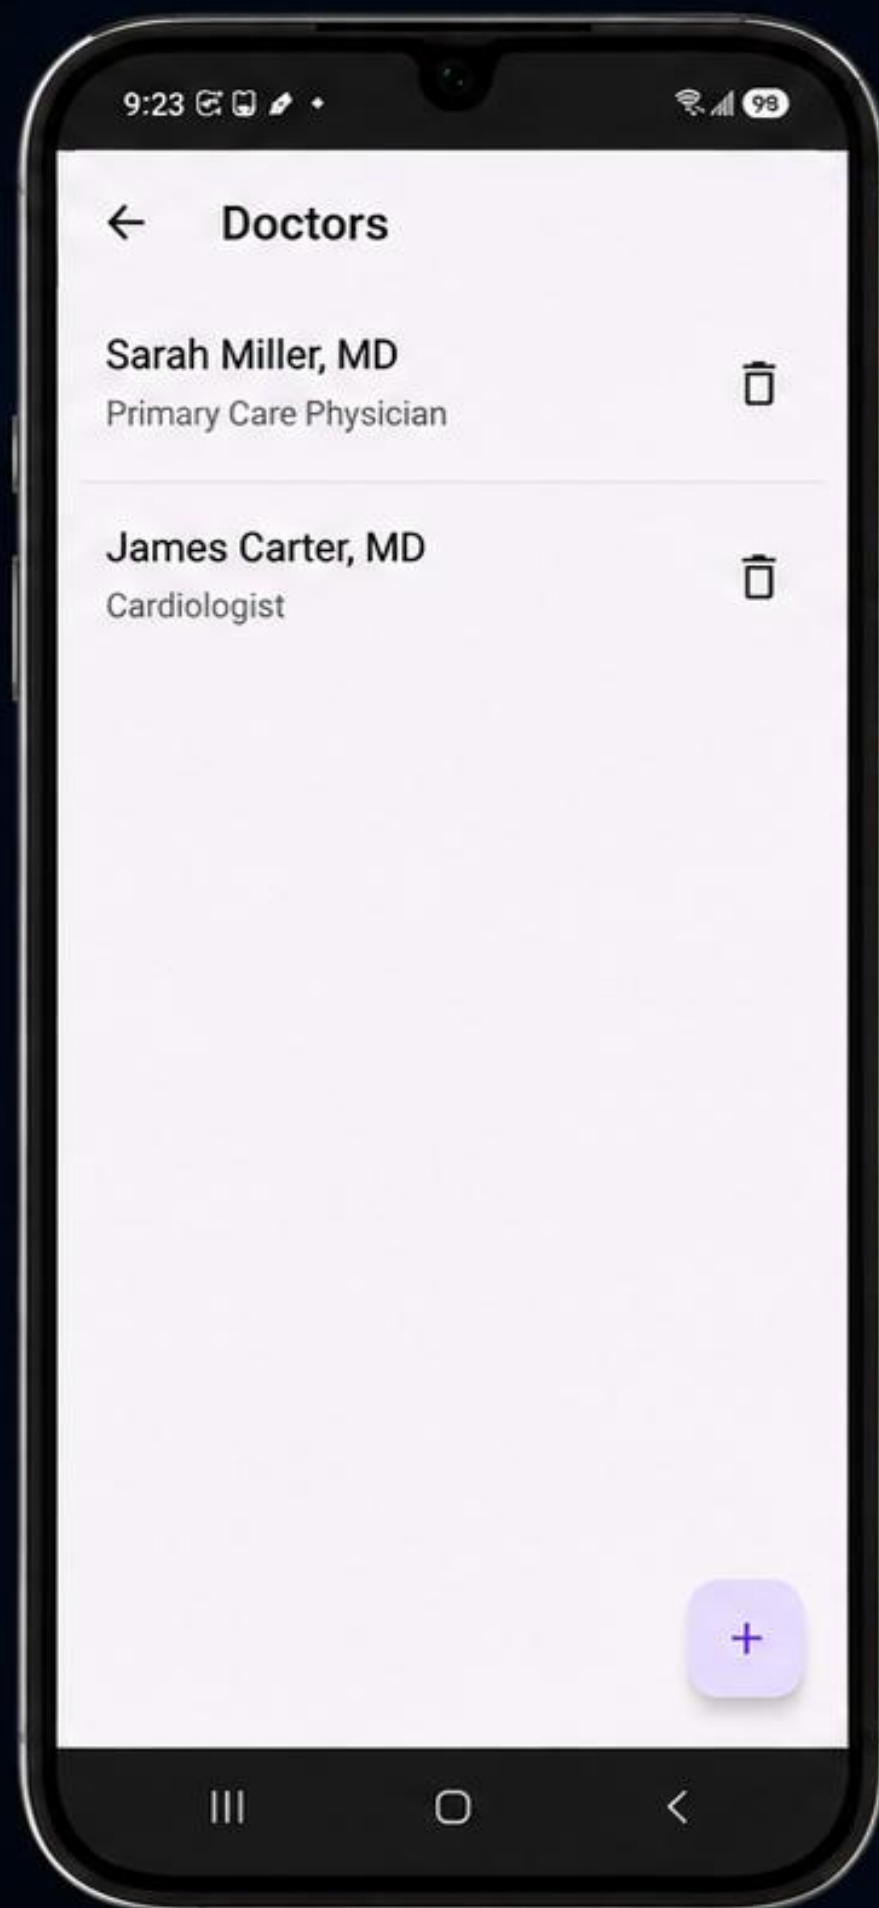 9:23
98
Doctors
Sarah Miller, MD
Primary Care Physician
James Carter, MD
Cardiologist